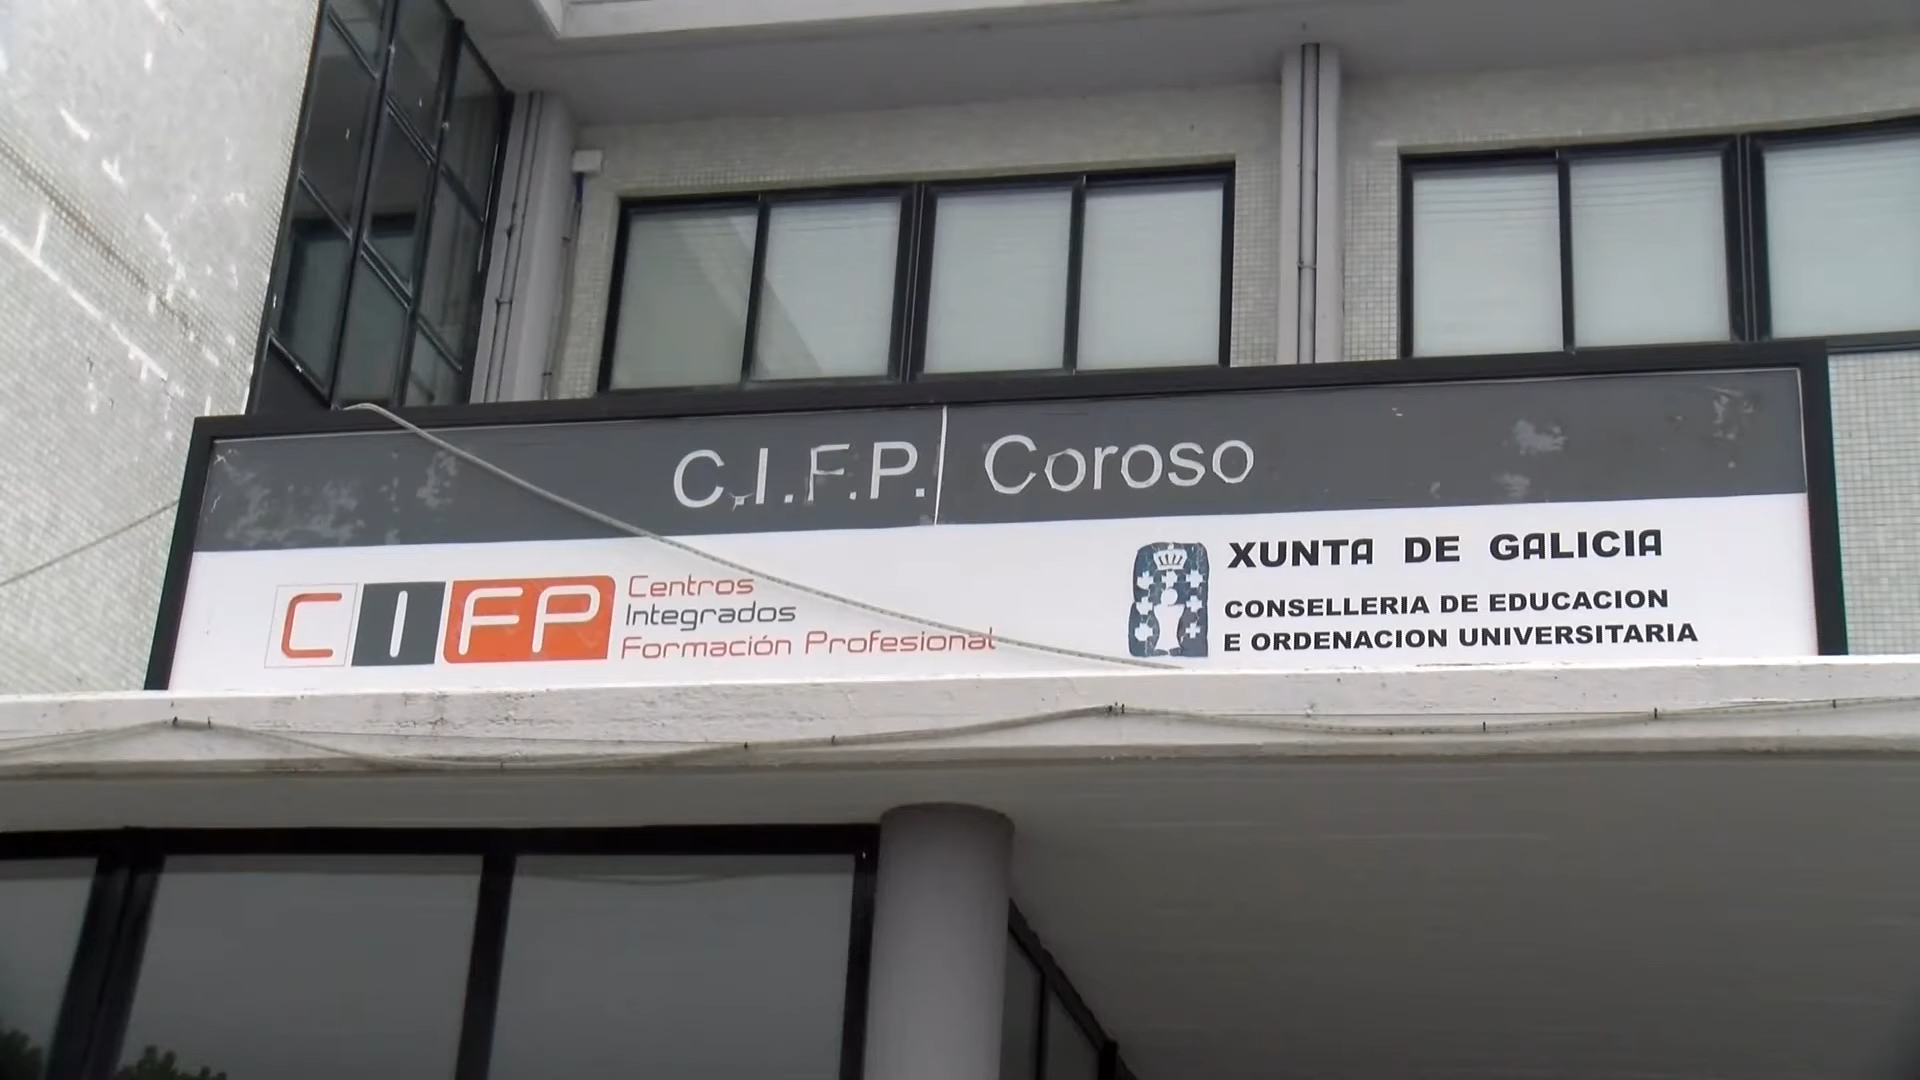 C.I.F.P. Coroso
CIFP
Centros
Integrados
Formación Profesional
XUNTA DE GALICIA
CONSELLERIA DE EDUCACION
E ORDENACION UNIVERSITARIA